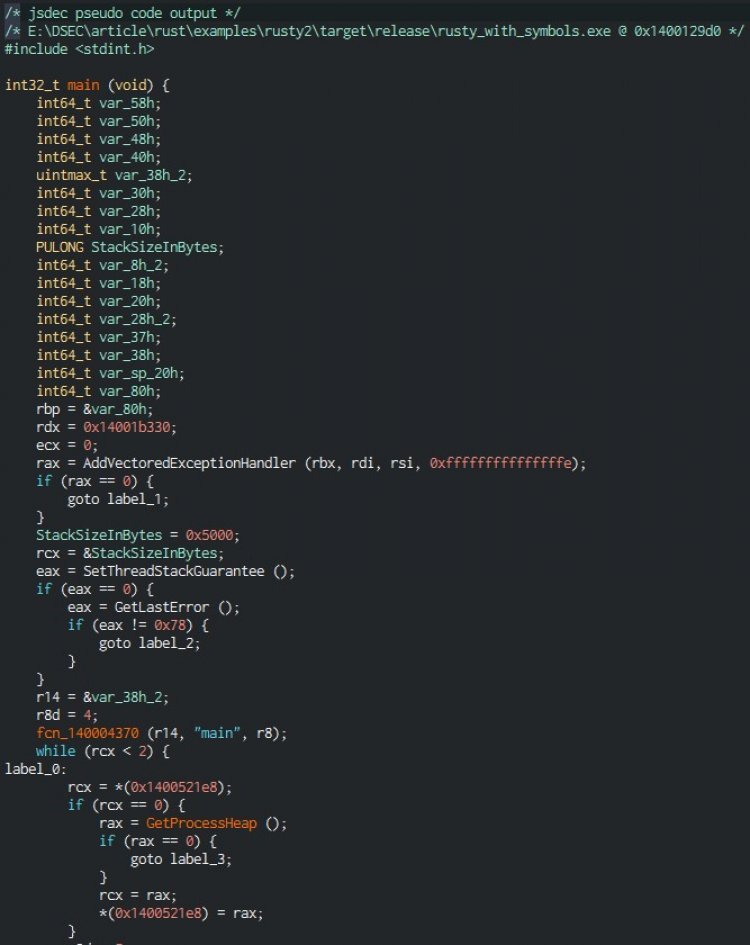 /* jsdec pseudo code output */
/* E:\DSEC\article\rust\examples\rusty2\target\release\rusty_with_symbols.exe @ 0x1400129d0 */
#include <stdint.h>

int32_t main (void) {
    int64_t var_58h;
    int64_t var_50h;
    int64_t var_48h;
    int64_t var_40h;
    uintmax_t var_38h_2;
    int64_t var_30h;
    int64_t var_28h;
    int64_t var_10h;
    PULONG StackSizeInBytes;
    int64_t var_8h_2;
    int64_t var_18h;
    int64_t var_20h;
    int64_t var_28h_2;
    int64_t var_37h;
    int64_t var_38h;
    int64_t var_sp_20h;
    int64_t var_80h;
    rbp = &var_80h;
    rdx = 0x14001b330;
    ecx = 0;
    rax = AddVectoredExceptionHandler (rbx, rdi, rsi, 0xfffffffffffffffe);
    if (rax == 0) {
        goto label_1;
    }
    StackSizeInBytes = 0x5000;
    rcx = &StackSizeInBytes;
    eax = SetThreadStackGuarantee ();
    if (eax == 0) {
        eax = GetLastError ();
        if (eax != 0x78) {
            goto label_2;
        }
    }
    r14 = &var_38h_2;
    r8d = 4;
    fcn_140004370 (r14, "main", r8);
    while (rcx < 2) {
label_0:
        rcx = *(0x1400521e8);
        if (rcx == 0) {
            rax = GetProcessHeap ();
            if (rax == 0) {
                goto label_3;
            }
            rcx = rax;
            *(0x1400521e8) = rax;
        }